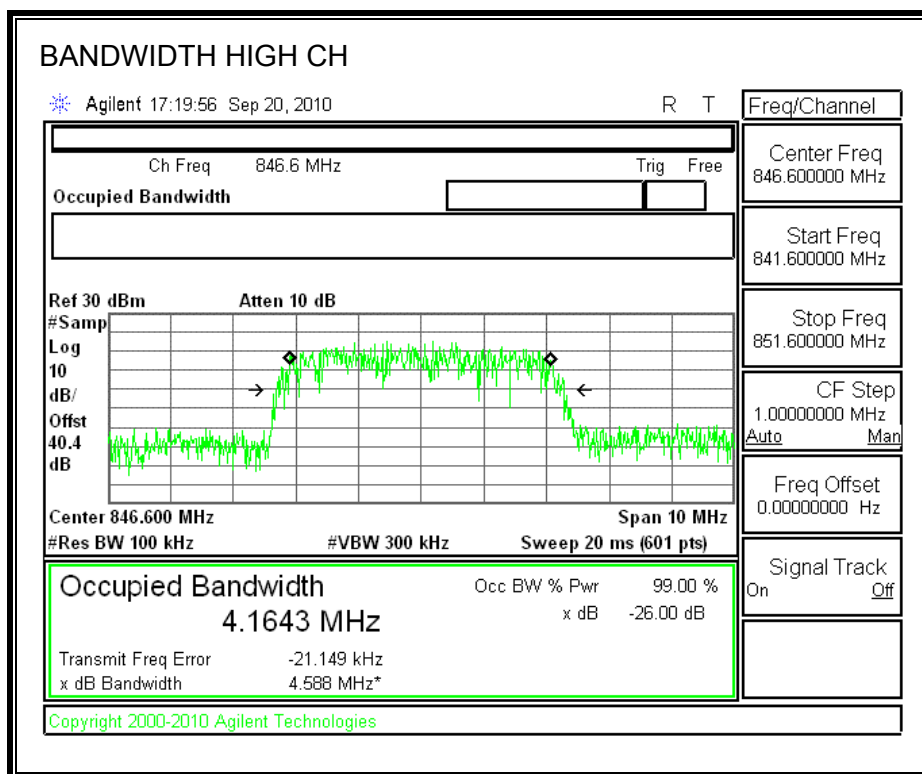 BANDWIDTH HIGH CH
Agilent 17:19:56 Sep 20, 2010 R T
Freq/Channel
Ch Freq 846.6 MHz Trig Free
Occupied Bandwidth
Center Freq
846.600000 MHz
Start Freq
841.600000 MHz
Stop Freq
851.600000 MHz
CF Step
1.00000000 MHz
Auto Man
Freq Offset
0.00000000 Hz
Signal Track
On Off
Ref 30 dBm Atten 10 dB
#Samp
Log
10
dB/
Offst
40.4
dB
Center 846.600 MHz Span 10 MHz
#Res BW 100 kHz #VBW 300 kHz Sweep 20 ms (601 pts)
Occupied Bandwidth Occ BW % Pwr 99.00 %
4.1643 MHz x dB -26.00 dB
Transmit Freq Error -21.149 kHz
x dB Bandwidth 4.588 MHz*
Copyright 2000-2010 Agilent Technologies